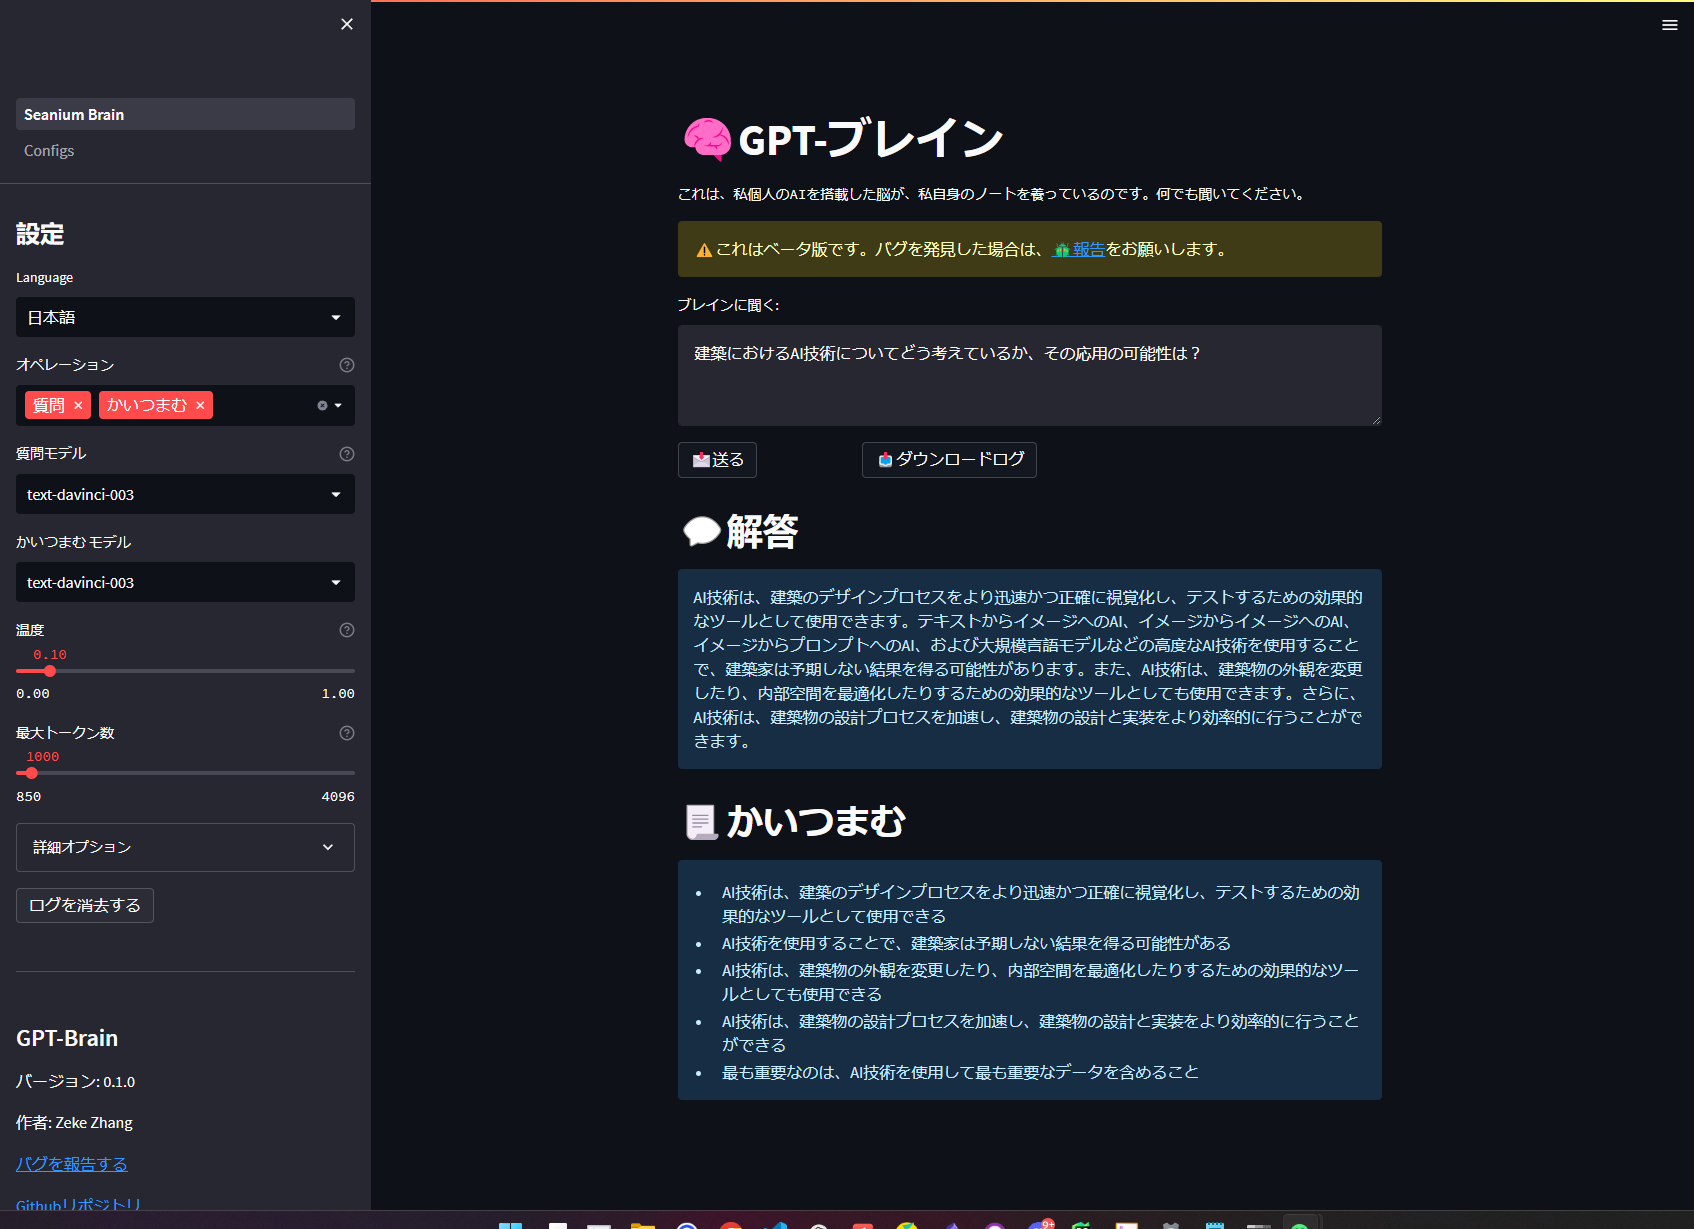 Seanium Brain
Configs
設定
Language
日本語
オペレーション
質問 ×
かいつまむ ×
質問モデル
text-davinci-003
かいつまむ モデル
text-davinci-003
温度
0.10
0.00 1.00
最大トークン数
1000
850 4096
詳細オプション
ログを消去する
GPT-Brain
バージョン: 0.1.0
作者: Zeke Zhang
バグを報告する
Githubリポジトリ
GPT-ブレイン
これは、私個人のAIを搭載した脳が、私自身のノートを養っているのです。何でも聞いてください。
これはベータ版です。バグを発見した場合は、報告をお願いします。
ブレインに聞く:
建築におけるAI技術についてどう考えているか、その応用の可能性は？
送る
ダウンロードログ
解答
AI技術は、建築のデザインプロセスをより迅速かつ正確に視覚化し、テストするための効果的
なツールとして使用できます。テキストからイメージへのAI、イメージからイメージへのAI、
イメージからプロンプトへのAI、および大規模言語モデルなどの高度なAI技術を使用すること
で、建築家は予期しない結果を得る可能性があります。また、AI技術は、建築物の外観を変更
したり、内部空間を最適化したりするための効果的なツールとしても使用できます。さらに、
AI技術は、建築物の設計プロセスを加速し、建築物の設計と実装をより効率的に行うことがで
きます。
かいつまむ
• AI技術は、建築のデザインプロセスをより迅速かつ正確に視覚化し、テストするための効
果的なツールとして使用できる
• AI技術を使用することで、建築家は予期しない結果を得る可能性がある
• AI技術は、建築物の外観を変更したり、内部空間を最適化したりするための効果的なツー
ルとしても使用できる
• AI技術は、建築物の設計プロセスを加速し、建築物の設計と実装をより効率的に行うこと
ができる
• 最も重要なのは、AI技術を使用して最も重要なデータを含めること
9+